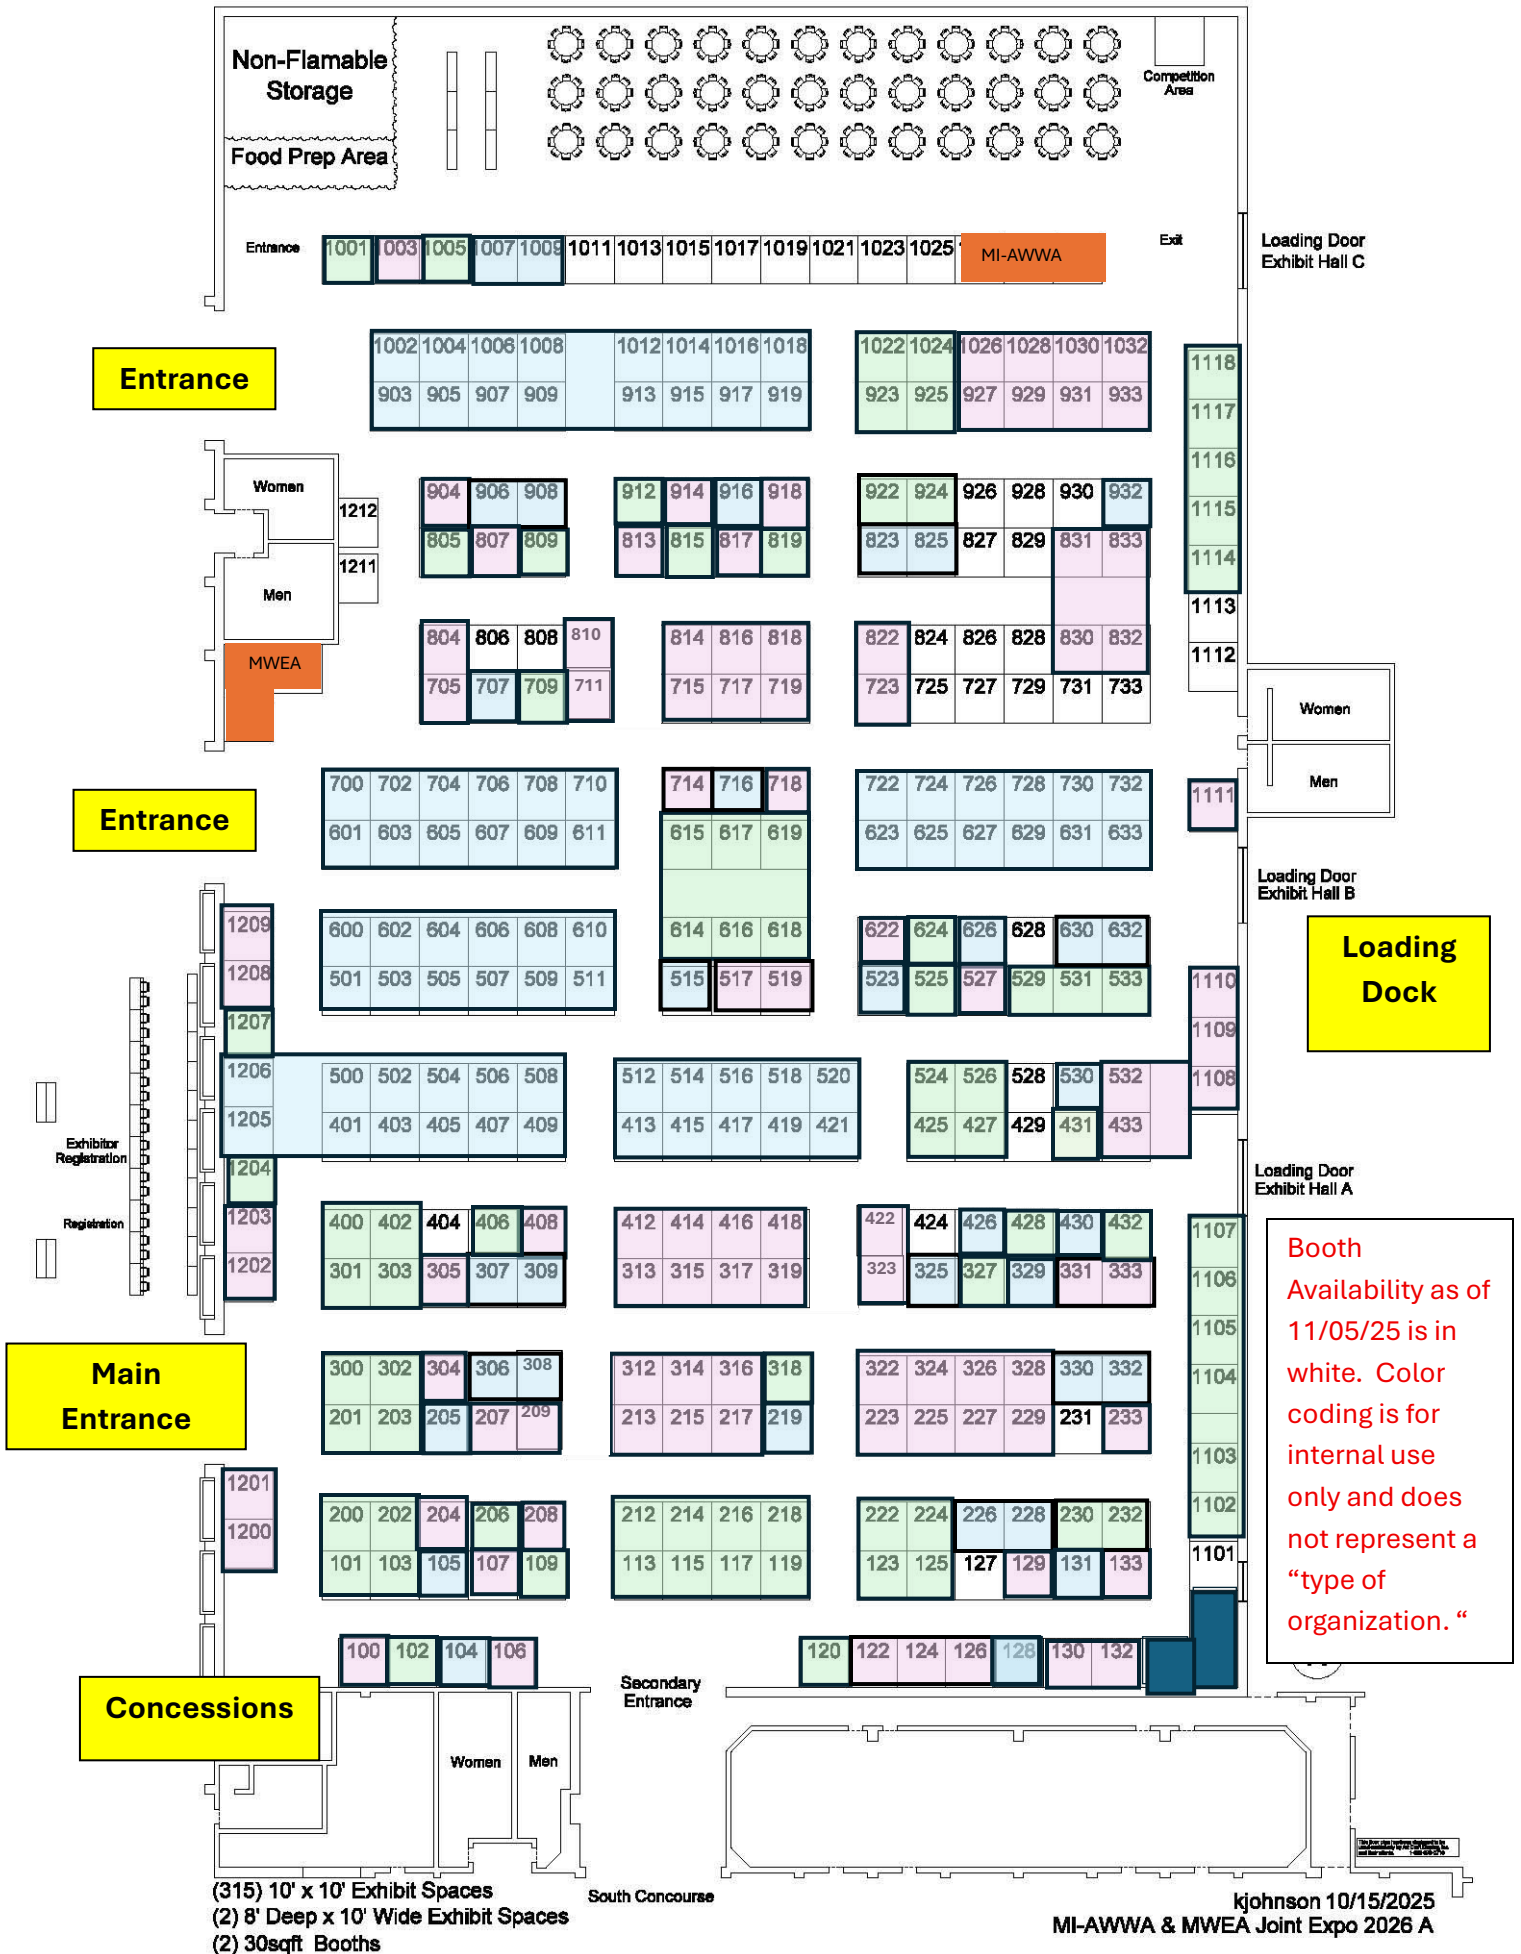 Non-Flamable
Storage
Food Prep Area
Competition
Area
Entrance
1001 1003 1005 1007 1009 1011 1013 1015 1017 1019 1021 1023 1025
MI-AWWA
Exit
Loading Door
Exhibit Hall C
1002 1004 1006 1008 1012 1014 1016 1018 1022 1024 1026 1028 1030 1032
903 905 907 909 913 915 917 919 923 925 927 929 931 933
Entrance
1118
1117
1116
1115
1114
1113
1112
Women
1212
Men
1211
MWEA
904 906 908 912 914 916 918 922 924 926 928 930 932
805 807 809 813 815 817 819 823 825 827 829 831 833
804 806 808 810 814 816 818 822 824 826 828 830 832
705 707 709 711 715 717 719 723 725 727 729 731 733
Women
Men
1111
Entrance
700 702 704 706 708 710 714 716 718 722 724 726 728 730 732
601 603 605 607 609 611 615 617 619 623 625 627 629 631 633
Loading Door
Exhibit Hall B
1209
1208
1207
1206
1205
1204
1203
1202
600 602 604 606 608 610 614 616 618 622 624 626 628 630 632
501 503 505 507 509 511 515 517 519 523 525 527 529 531 533
Loading
Dock
1110
1109
1108
500 502 504 506 508 512 514 516 518 520 524 526 528 530 532
401 403 405 407 409 413 415 417 419 421 425 427 429 431 433
Exhibitor
Registration
Registration
Loading Door
Exhibit Hall A
400 402 404 406 408 412 414 416 418 422 424 426 428 430 432
301 303 305 307 309 313 315 317 319 323 325 327 329 331 333
1107
1106
1105
1104
1103
1102
1101
Booth
Availability as of
11/05/25 is in
white. Color
coding is for
internal use
only and does
not represent a
“type of
organization. “
Main
Entrance
300 302 304 306 308 312 314 316 318 322 324 326 328 330 332
201 203 205 207 209 213 215 217 219 223 225 227 229 231 233
1201
1200
200 202 204 206 208 212 214 216 218 222 224 226 228 230 232
101 103 105 107 109 113 115 117 119 123 125 127 129 131 133
100 102 104 106 120 122 124 126 128 130 132
Secondary
Entrance
Concessions
Women
Men
(315) 10' x 10' Exhibit Spaces
(2) 8' Deep x 10' Wide Exhibit Spaces
(2) 30sqft Booths
South Concourse
kjohnson 10/15/2025
MI-AWWA & MWEA Joint Expo 2026 A